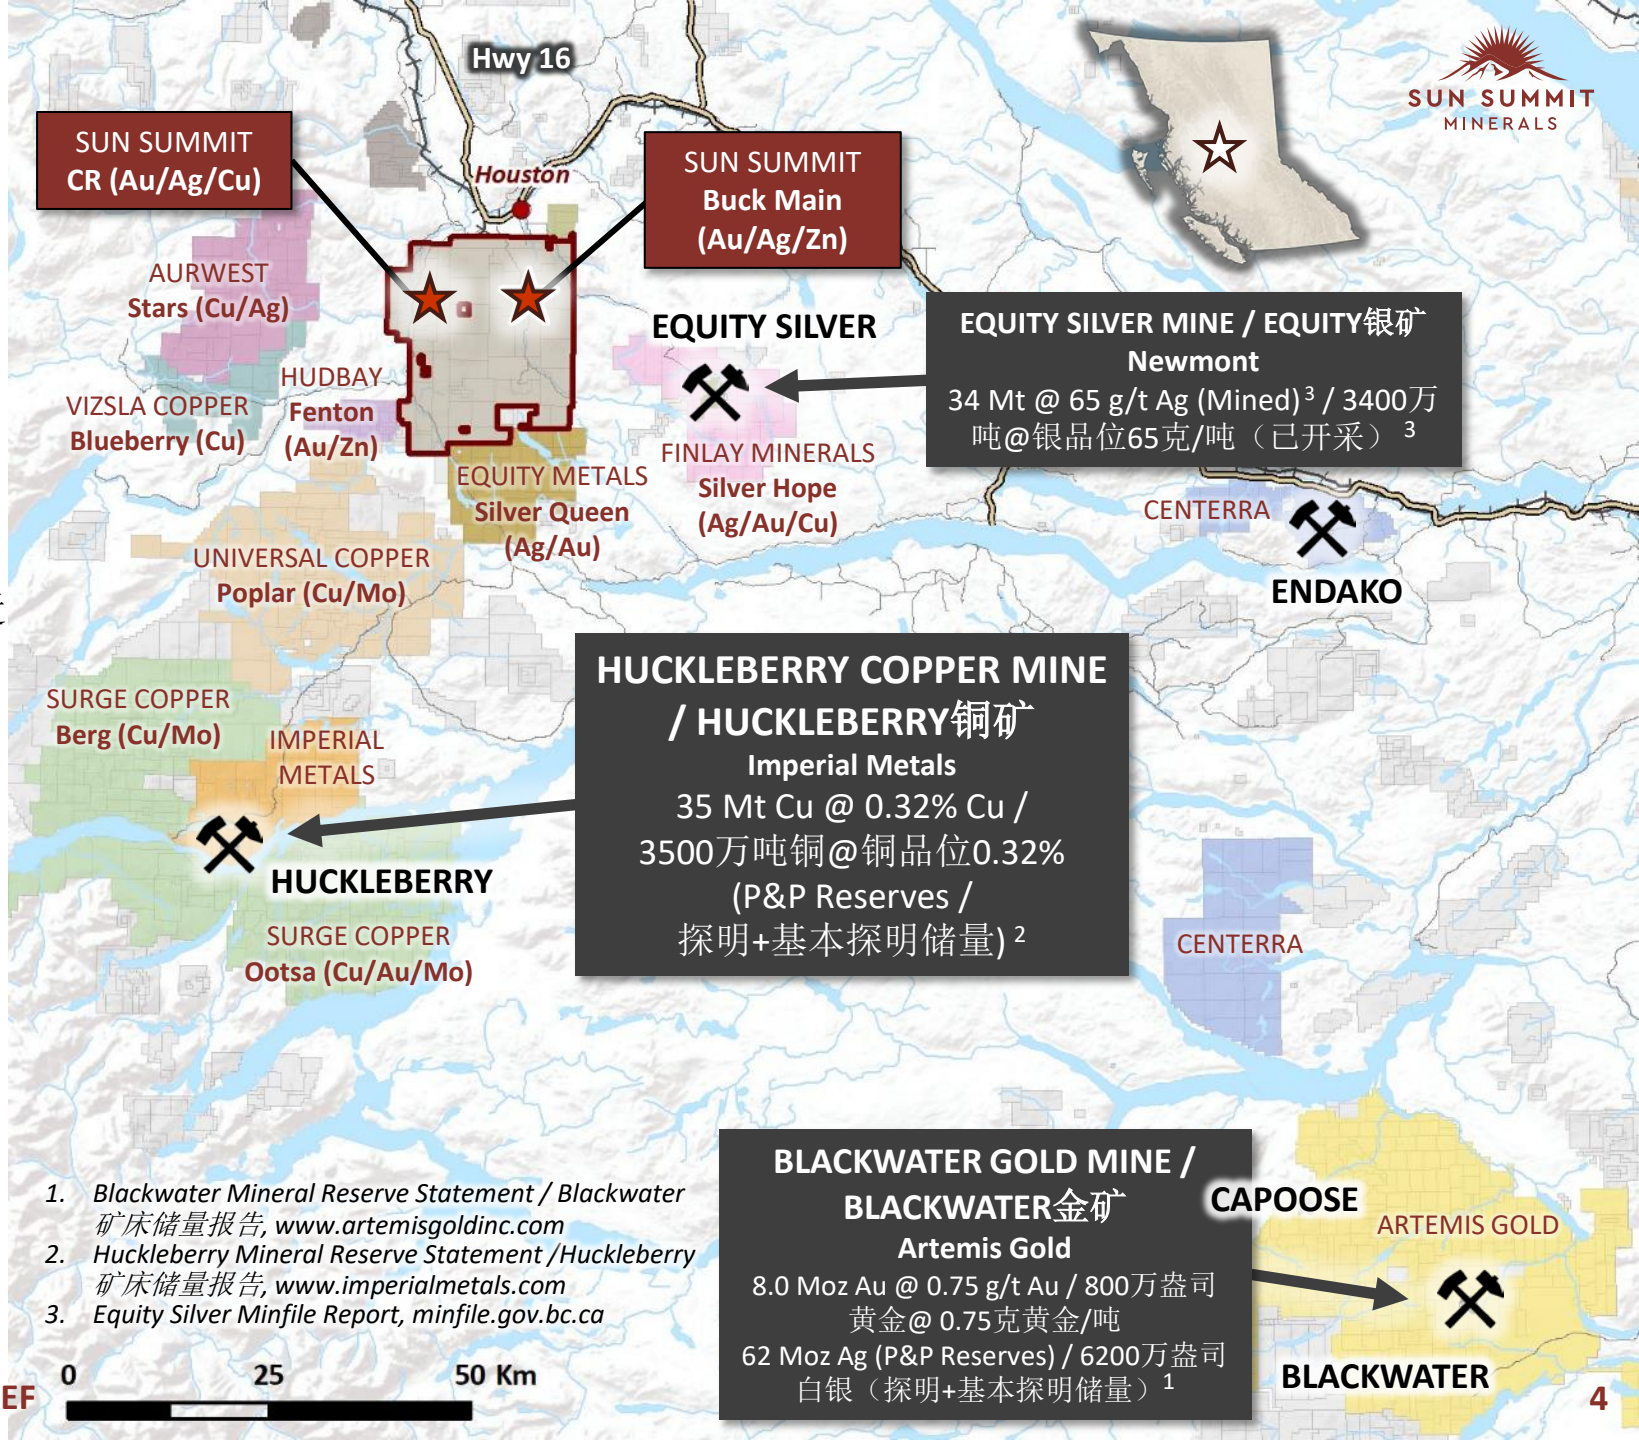 Hwy 16
SUN SUMMIT
MINERALS
SUN SUMMIT
CR (Au/Ag/Cu)
Houston
SUN SUMMIT
Buck Main
(Au/Ag/Zn)
AURWEST
Stars (Cu/Ag)
EQUITY SILVER
EQUITY SILVER MINE / EQUITY银矿
Newmont
34 Mt @ 65 g/t Ag (Mined) 3 / 3400万
吨@银品位65克/吨（已开采） 3
HUDBAY
Fenton
(Au/Zn)
VIZSLA COPPER
Blueberry (Cu)
EQUITY METALS
Silver Queen
(Ag/Au)
FINLAY MINERALS
Silver Hope
(Ag/Au/Cu)
CENTERRA
ENDAKO
UNIVERSAL COPPER
Poplar (Cu/Mo)
HUCKLEBERRY COPPER MINE
/ HUCKLEBERRY铜矿
Imperial Metals
35 Mt Cu @ 0.32% Cu /
3500万吨铜@铜品位0.32%
(P&P Reserves /
探明+基本探明储量) 2
SURGE COPPER
Berg (Cu/Mo)
IMPERIAL
METALS
HUCKLEBERRY
SURGE COPPER
Ootsa (Cu/Au/Mo)
CENTERRA
BLACKWATER GOLD MINE /
BLACKWATER金矿
Artemis Gold
8.0 Moz Au @ 0.75 g/t Au / 800万盎司
黄金@ 0.75克黄金/吨
62 Moz Ag (P&P Reserves) / 6200万盎司
白银（探明+基本探明储量） 1
CAPOOSE
ARTEMIS GOLD
BLACKWATER
1. Blackwater Mineral Reserve Statement / Blackwater
矿床储量报告, www.artemisgoldinc.com
2. Huckleberry Mineral Reserve Statement /Huckleberry
矿床储量报告, www.imperialmetals.com
3. Equity Silver Minfile Report, minfile.gov.bc.ca
0 25 50 Km
EF
4